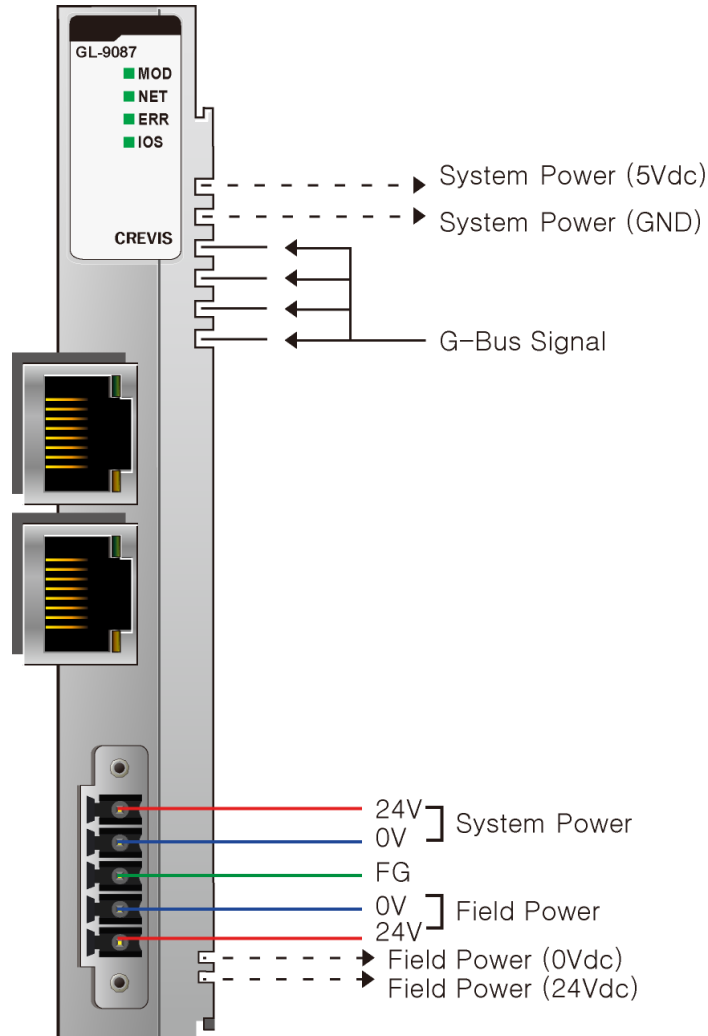 GL-9087
MOD
NET
ERR
IOS
CREVIS
System Power (5Vdc)
System Power (GND)
G-Bus Signal
24V
System Power
0V
FG
0V
Field Power
24V
Field Power (0Vdc)
Field Power (24Vdc)